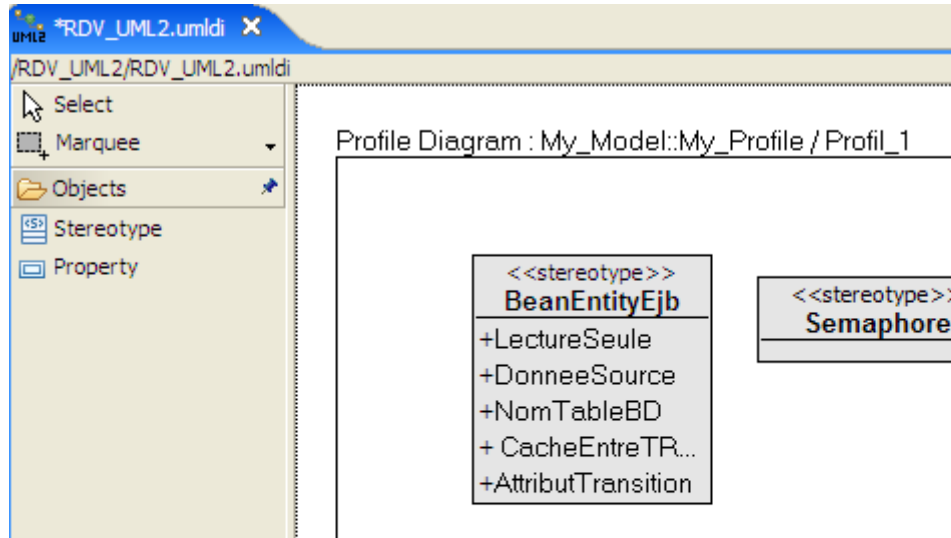 UML2 *RDV_UML2.umldi
/RDV_UML2/RDV_UML2.umldi
Select
Marquee
Objects
<S>
Stereotype
Property
Profile Diagram : My_Model::My_Profile / Profil_1
<<stereotype>>
BeanEntityEjb
+LectureSeule
+DonneeSource
+NomTableBD
+ CacheEntreTR...
+AttributTransition
<<stereotype>>
Semaphore